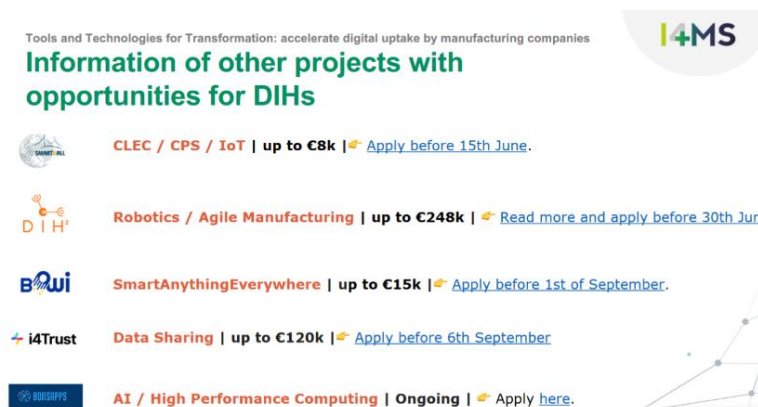 Tools and Technologies for Transformation: accelerate digital uptake by manufacturing companies
I4MS
Information of other projects with
opportunities for DIHs
SMART4ALL
CLEC / CPS / IoT | up to €8k |👉 Apply before 15th June.
DIH²
Robotics / Agile Manufacturing | up to €248k | 👉 Read more and apply before 30th Jun
BOWI
SmartAnythingEverywhere | up to €15k |👉 Apply before 1st of September.
i4Trust
Data Sharing | up to €120k |👉 Apply before 6th September
BONSAPPS
AI / High Performance Computing | Ongoing | 👉 Apply here.